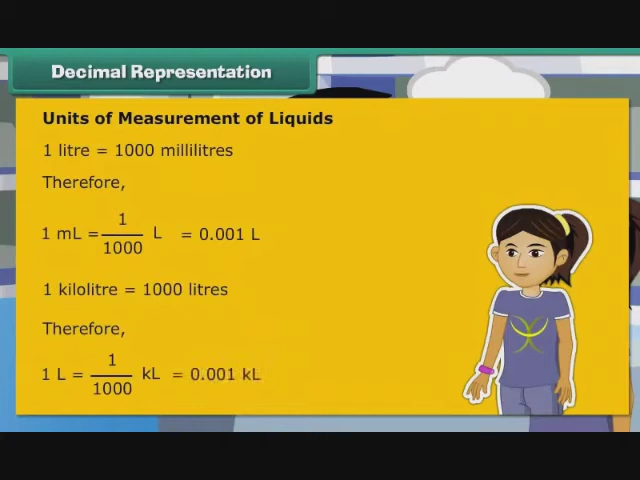 Decimal Representation
Units of Measurement of Liquids
1 litre = 1000 millilitres
Therefore,
1 mL = 1/1000 L = 0.001 L
1 kilolitre = 1000 litres
Therefore,
1 L = 1/1000 kL = 0.001 kL